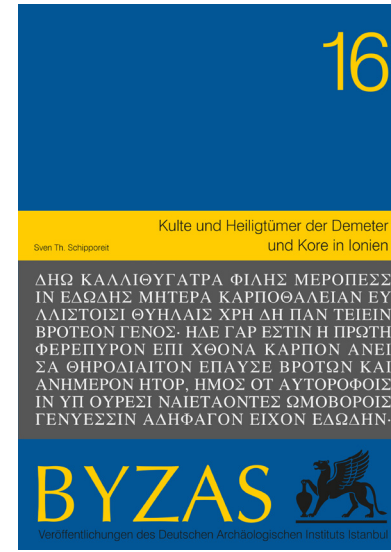 16
Kulte und Heiligtümer der Demeter
Sven Th. Schipporeit
und Kore in Ionien
ΔΗΩ ΚΑΛΛΙΘΥΓΑΤΡΑ ΦΙΛΗΣ ΜΕΡΟΠΕΣΣ
ΙΝ ΕΔΩΔΗΣ ΜΗΤΕΡΑ ΚΑΡΠΟΘΑΛΕΙΑΝ ΕΥ
ΛΛΙΣΤΟΙΣΙ ΘΥΗΛΑΙΣ ΧΡΗ ΔΗ ΠΑΝ ΤΕΙΕΙΝ
ΒΡΟΤΕΟΝ ΓΕΝΟΣ· ΗΔΕ ΓΑΡ ΕΣΤΙΝ Η ΠΡΩΤΗ
ΦΕΡΕΠΥΡΟΝ ΕΠΙ ΧΘΟΝΑ ΚΑΡΠΟΝ ΑΝΕΙ
ΣΑ ΘΗΡΟΔΙΑΙΤΟΝ ΕΠΑΥΣΕ ΒΡΟΤΩΝ ΚΑΙ
ΑΝΗΜΕΡΟΝ ΗΤΟΡ, ΗΜΟΣ ΟΤ ΑΥΤΟΡΟΦΟΙΣ
ΙΝ ΥΠ ΟΥΡΕΣΙ ΝΑΙΕΤΑΟΝΤΕΣ ΩΜΟΒΟΡΟΙΣ
ΓΕΝΥΕΣΣΙΝ ΑΔΗΦΑΓΟΝ ΕΙΧΟΝ ΕΔΩΔΗΝ·
BYZAS
Veröffentlichungen des Deutschen Archäologischen Instituts Istanbul